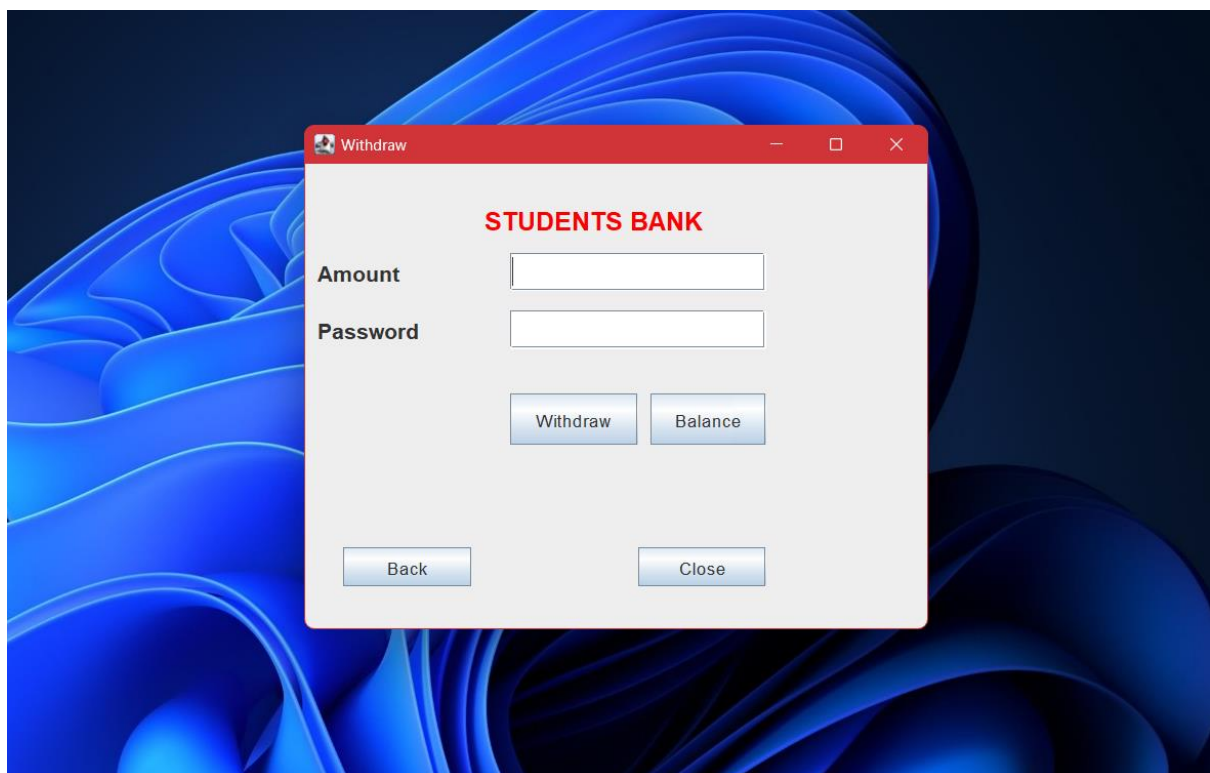 Withdraw
STUDENTS BANK
Amount
Password
Withdraw Balance
Back Close